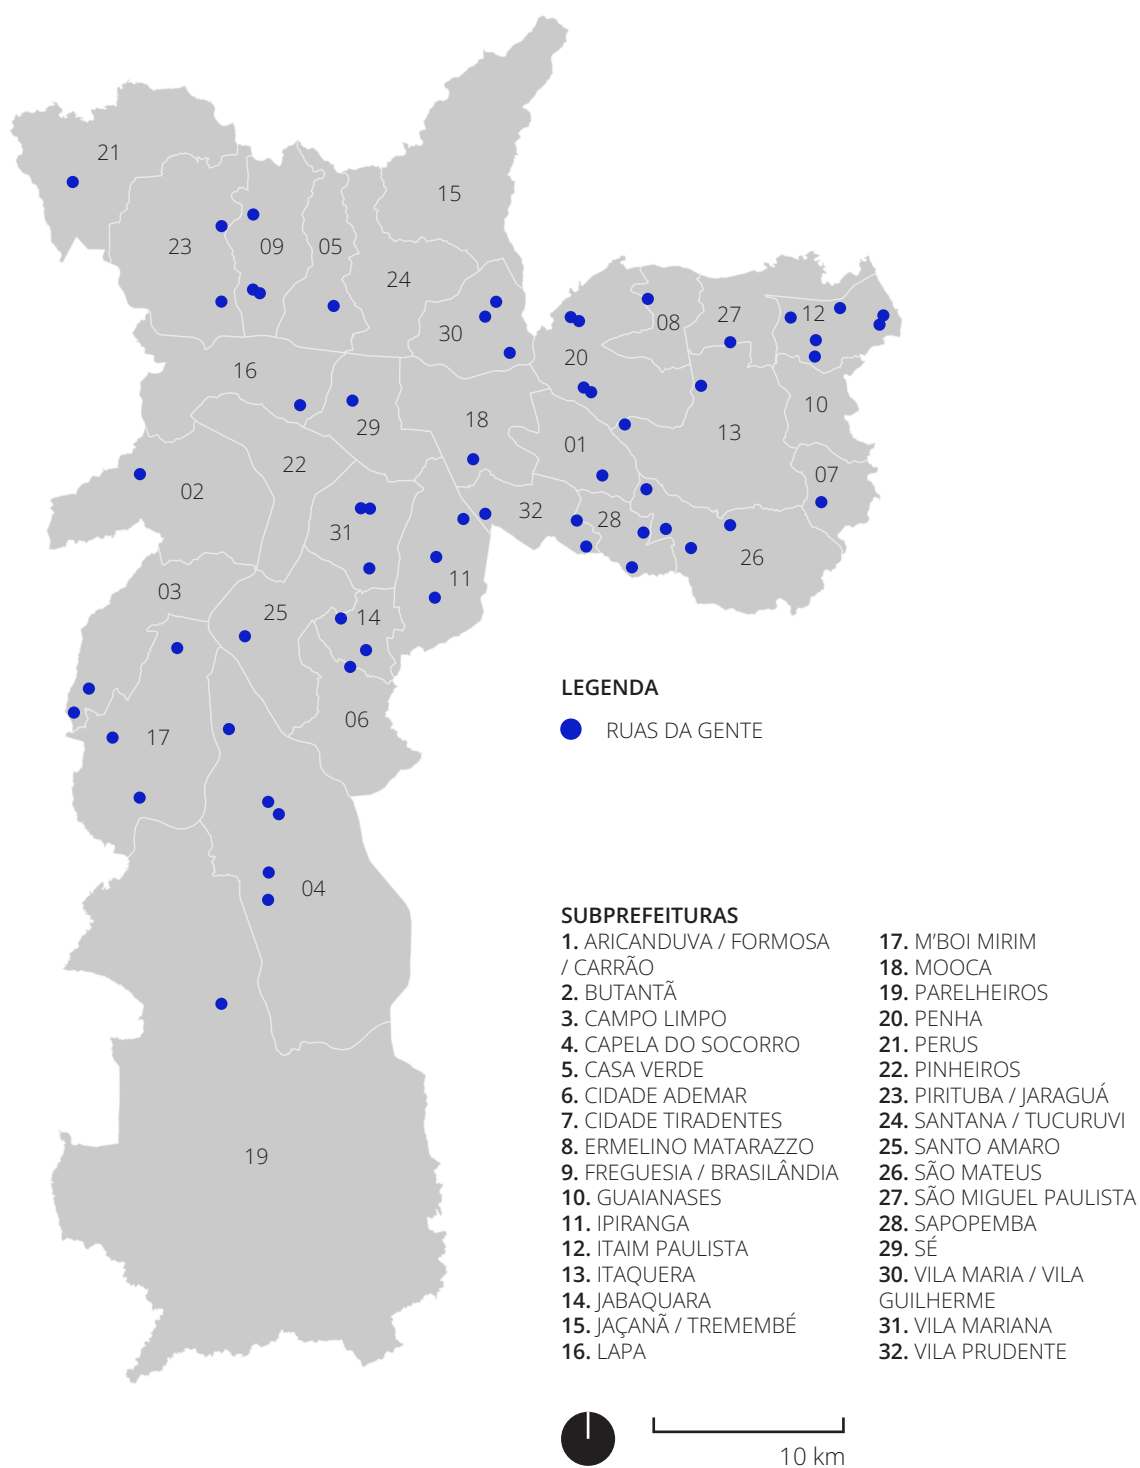 21
15
23
09
05
24
30
08
27
12
20
16
10
29
18
01
13
22
02
07
32
28
31
26
03
11
25
14
06
17
04
19
LEGENDA
RUAS DA GENTE
SUBPREFEITURAS
1. ARICANDUVA / FORMOSA
/ CARRÃO
2. BUTANTÃ
3. CAMPO LIMPO
4. CAPELA DO SOCORRO
5. CASA VERDE
6. CIDADE ADEMAR
7. CIDADE TIRADENTES
8. ERMELINO MATARAZZO
9. FREGUESIA / BRASILÂNDIA
10. GUAIANASES
11. IPIRANGA
12. ITAIM PAULISTA
13. ITAQUERA
14. JABAQUARA
15. JAÇANÃ / TREMEMBÉ
16. LAPA
17. M'BOI MIRIM
18. MOOCA
19. PARELHEIROS
20. PENHA
21. PERUS
22. PINHEIROS
23. PIRITUBA / JARAGUÁ
24. SANTANA / TUCURUVI
25. SANTO AMARO
26. SÃO MATEUS
27. SÃO MIGUEL PAULISTA
28. SAPOPEMBA
29. SÉ
30. VILA MARIA / VILA
GUILHERME
31. VILA MARIANA
32. VILA PRUDENTE
10 km